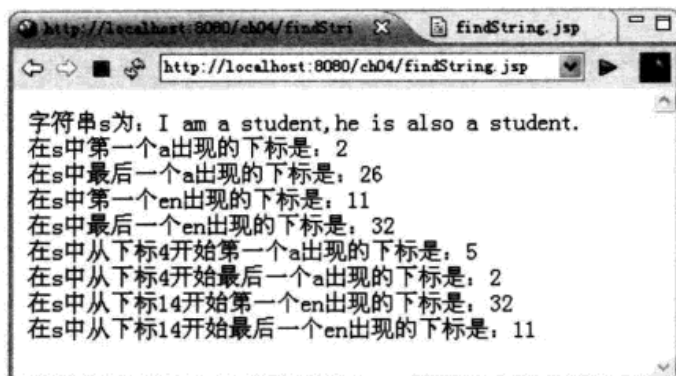 http://localhost:8080/ch04/findStri
findString.jsp
http://localhost:8080/ch04/findString.jsp
字符串s为：I am a student,he is also a student.
在s中第一个a出现的下标是：2
在s中最后一个a出现的下标是：26
在s中第一个en出现的下标是：11
在s中最后一个en出现的下标是：32
在s中从下标4开始第一个a出现的下标是：5
在s中从下标4开始最后一个a出现的下标是：2
在s中从下标14开始第一个en出现的下标是：32
在s中从下标14开始最后一个en出现的下标是：11